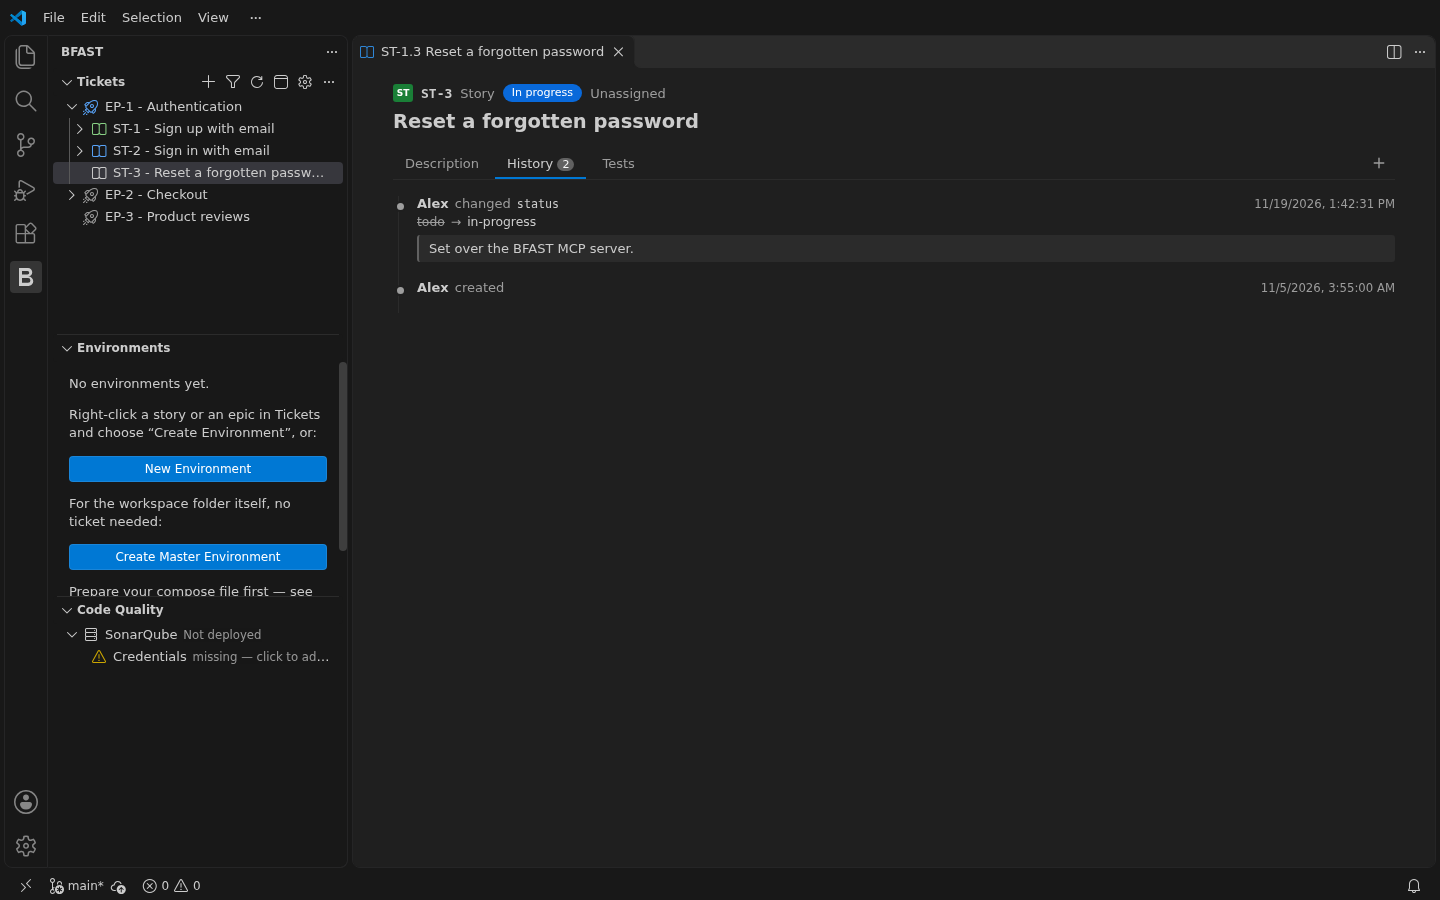 File Edit Selection View ···
BFAST
Tickets
EP-1 - Authentication
ST-1 - Sign up with email
ST-2 - Sign in with email
ST-3 - Reset a forgotten passw...
EP-2 - Checkout
EP-3 - Product reviews
Environments
No environments yet.
Right-click a story or an epic in Tickets
and choose “Create Environment”, or:
New Environment
For the workspace folder itself, no
ticket needed:
Create Master Environment
Prepare your compose file first — see
Code Quality
SonarQube Not deployed
Credentials missing — click to ad...
ST-1.3 Reset a forgotten password
ST ST-3 Story In progress Unassigned
Reset a forgotten password
Description History 2 Tests
Alex changed status 11/19/2026, 1:42:31 PM
todo → in-progress
Set over the BFAST MCP server.
Alex created 11/5/2026, 3:55:00 AM
main* 0 0